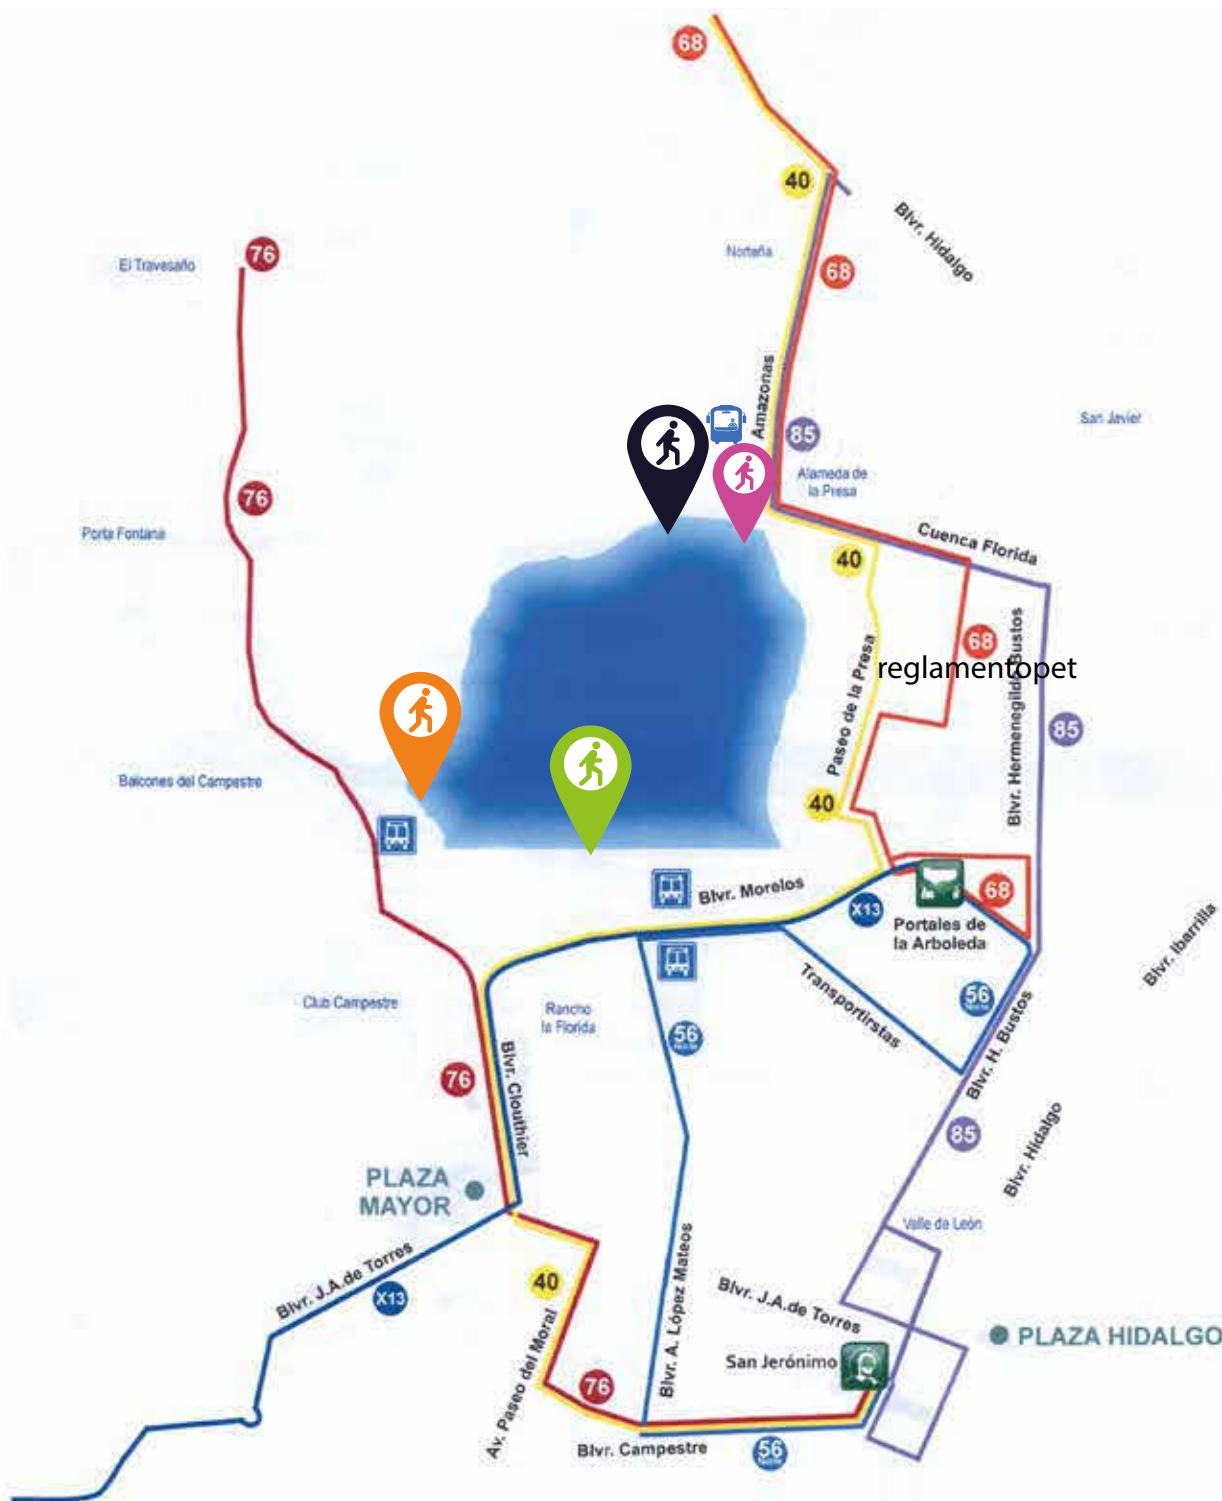 68
40
Blvr. Hidalgo
Norteña
68
76
El Travesaño
Amazonas
85
San Javier
Alameda de
la Presa
76
Porta Fontana
Cuenca Florida
40
68
reglamentopet
Paseo de la Presa
Blvr. Hermenegildo Bustos
85
Balcones del Campestre
40
Blvr. Morelos
68
X13
Portales de
la Arboleda
Blvr. Ibarrilla
Transportirstas
56
Norte
Club Campestre
Rancho
la Florida
56
Norte
Blvr. H. Bustos
76
Blvr. Clouthier
85
Blvr. Hidalgo
PLAZA
MAYOR
Valle de León
Blvr. J.A.de Torres
X13
40
Av. Paseo del Moral
Blvr. A. López Mateos
Blvr. J.A.de Torres
PLAZA HIDALGO
San Jerónimo
76
Blvr. Campestre
56
Norte